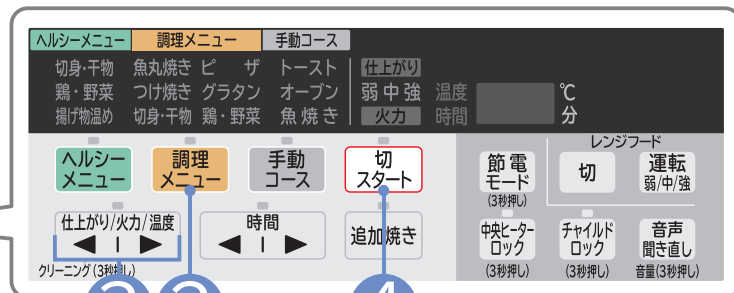 ヘルシーメニュー 調理メニュー 手動コース
切身･干物 魚丸焼き ピザ トースト 仕上がり
鶏・野菜 つけ焼き グラタン オーブン 弱 中 強 温度 ℃
揚げ物温め 切身･干物 鶏・野菜 魚焼き 火力 時間 分
ヘルシー
メニュー
調理
メニュー
手動
コース
切
スタート
仕上がり/火力/温度
◀ | ▶
クリーニング(3秒押し)
時間
◀ | ▶
追加焼き
節電
モード
(3秒押し)
レンジフード
切
運転
弱/中/強
中央ヒーター
ロック
(3秒押し)
チャイルド
ロック
(3秒押し)
音声
聞き直し
音量(3秒押し)
4